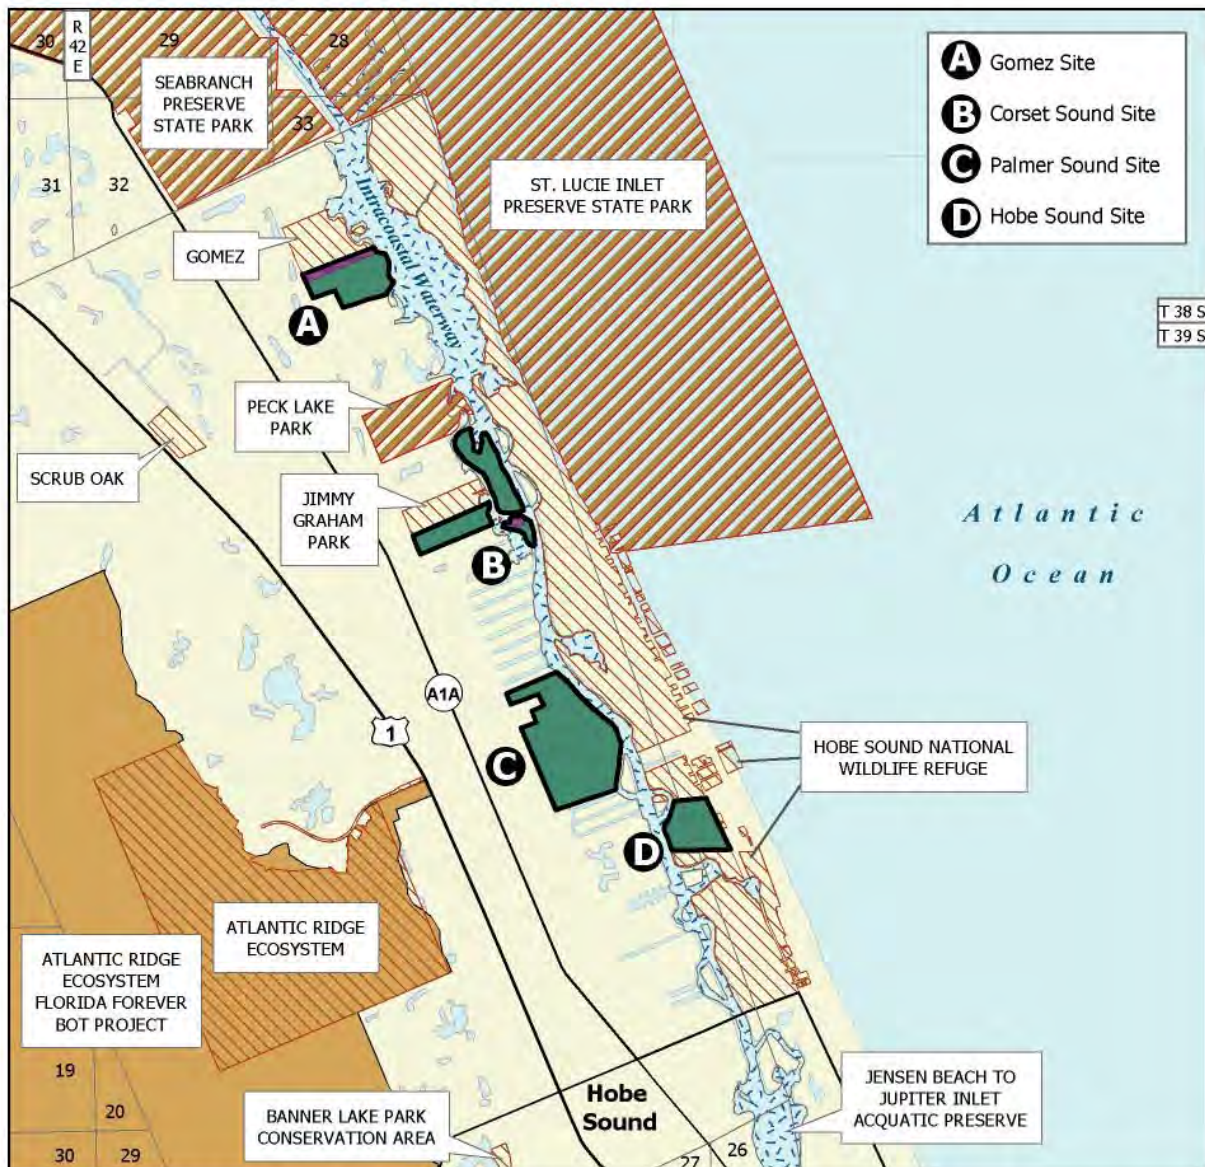 R
42
E
30
29
28
SEABRANCH
PRESERVE
STATE PARK
33
31
32
A Gomez Site
B Corset Sound Site
C Palmer Sound Site
D Hobe Sound Site
ST. LUCIE INLET
PRESERVE STATE PARK
Intracoastal Waterway
GOMEZ
A
T 38 S
T 39 S
PECK LAKE
PARK
SCRUB OAK
JIMMY
GRAHAM
PARK
B
Atlantic
Ocean
A1A
1
C
HOBE SOUND NATIONAL
WILDLIFE REFUGE
D
ATLANTIC RIDGE
ECOSYSTEM
ATLANTIC RIDGE
ECOSYSTEM
FLORIDA FOREVER
BOT PROJECT
19
20
30
29
BANNER LAKE PARK
CONSERVATION AREA
Hobe
Sound
27
26
JENSEN BEACH TO
JUPITER INLET
ACQUATIC PRESERVE